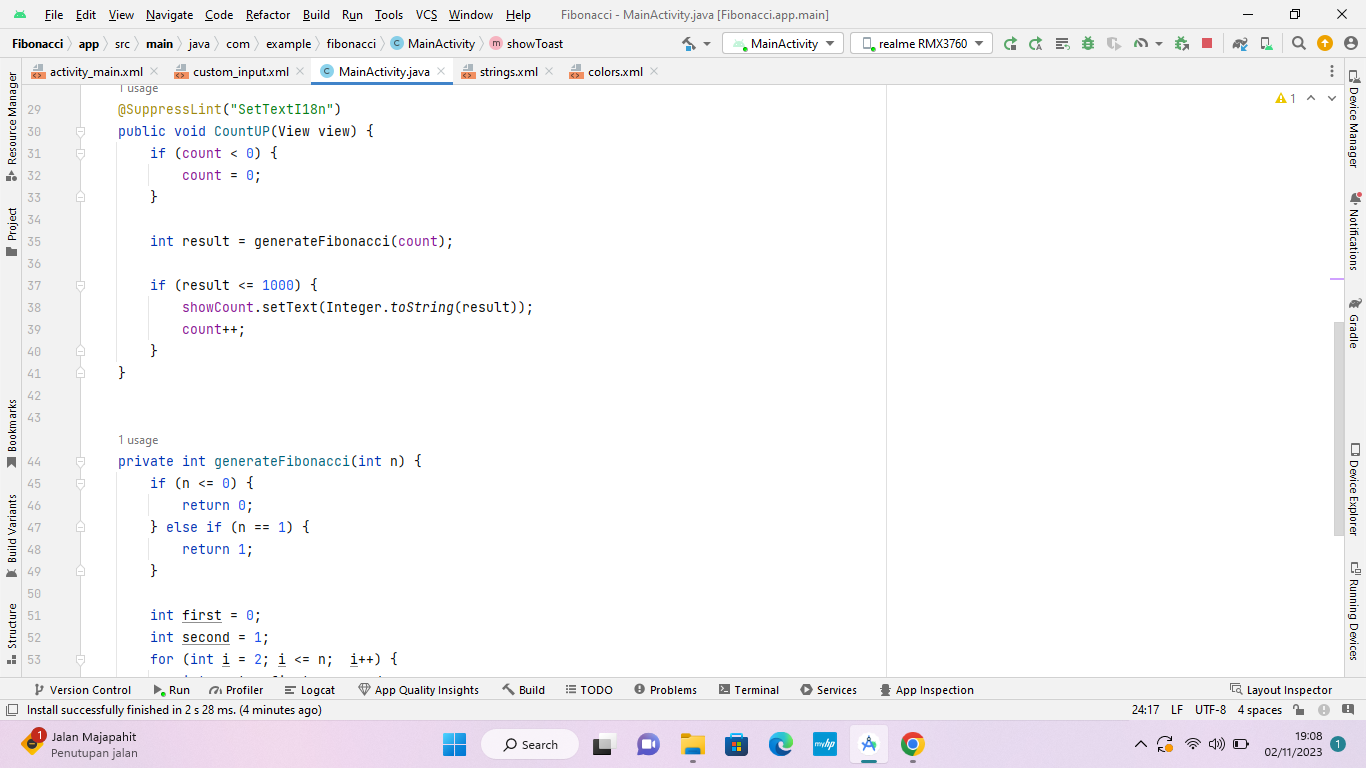 File Edit View Navigate Code Refactor Build Run Tools VCS Window Help Fibonacci - MainActivity.java [Fibonacci.app.main]
Fibonacci app src main java com example fibonacci MainActivity showToast MainActivity realme RMX3760
activity_main.xml custom_input.xml MainActivity.java strings.xml colors.xml
1 usage
29 @SuppressLint("SetTextI18n")
30 public void CountUP(View view) {
31 if (count < 0) {
32 count = 0;
33 }
34
35 int result = generateFibonacci(count);
36
37 if (result <= 1000) {
38 showCount.setText(Integer.toString(result));
39 count++;
40 }
41 }
42
43
1 usage
44 private int generateFibonacci(int n) {
45 if (n <= 0) {
46 return 0;
47 } else if (n == 1) {
48 return 1;
49 }
50
51 int first = 0;
52 int second = 1;
53 for (int i = 2; i <= n; i++) {
1
Resource Manager
Project
Bookmarks
Build Variants
Structure
Device Manager
Notifications
Gradle
Device Explorer
Running Devices
Version Control Run Profiler Logcat App Quality Insights Build TODO Problems Terminal Services App Inspection Layout Inspector
Install successfully finished in 2 s 28 ms. (4 minutes ago) 24:17 LF UTF-8 4 spaces
1 Jalan Majapahit
Penutupan jalan
Search
myhp
19:08
02/11/2023
1